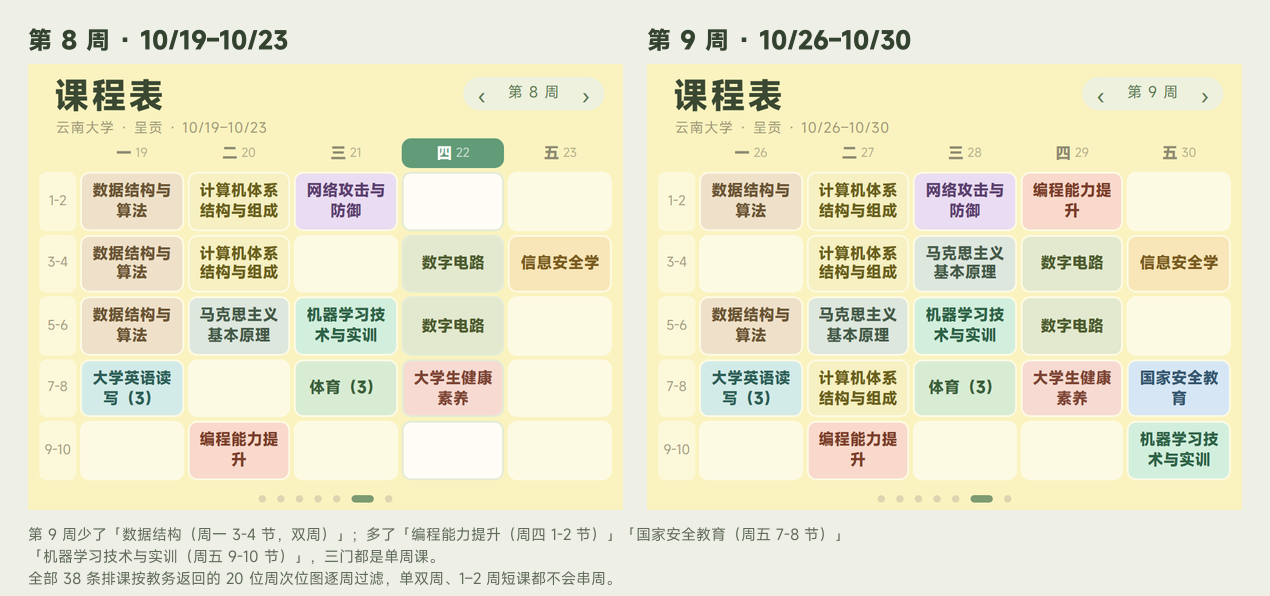 第 8 周 · 10/19–10/23
课程表
‹ 第 8 周 ›
云南大学 · 呈贡 · 10/19–10/23
一 19 二 20 三 21 四 22 五 23
1-2 数据结构与 计算机体系 网络攻击与
算法 结构与组成 防御
3-4 数据结构与 计算机体系 数字电路 信息安全学
算法 结构与组成
5-6 数据结构与 马克思主义 机器学习技 数字电路
算法 基本原理 术与实训
7-8 大学英语读 体育（3） 大学生健康
写（3） 素养
9-10 编程能力提
升
第 9 周 · 10/26–10/30
课程表
‹ 第 9 周 ›
云南大学 · 呈贡 · 10/26–10/30
一 26 二 27 三 28 四 29 五 30
1-2 数据结构与 计算机体系 网络攻击与 编程能力提
算法 结构与组成 防御 升
3-4 计算机体系 马克思主义 数字电路 信息安全学
结构与组成 基本原理
5-6 数据结构与 马克思主义 机器学习技 数字电路
算法 基本原理 术与实训
7-8 大学英语读 计算机体系 体育（3） 大学生健康 国家安全教
写（3） 结构与组成 素养 育
9-10 编程能力提 机器学习技
升 术与实训
第 9 周少了「数据结构（周一 3-4 节，双周）」；多了「编程能力提升（周四 1-2 节）」「国家安全教育（周五 7-8 节）」
「机器学习技术与实训（周五 9-10 节）」，三门都是单周课。
全部 38 条排课按教务返回的 20 位周次位图逐周过滤，单双周、1–2 周短课都不会串周。